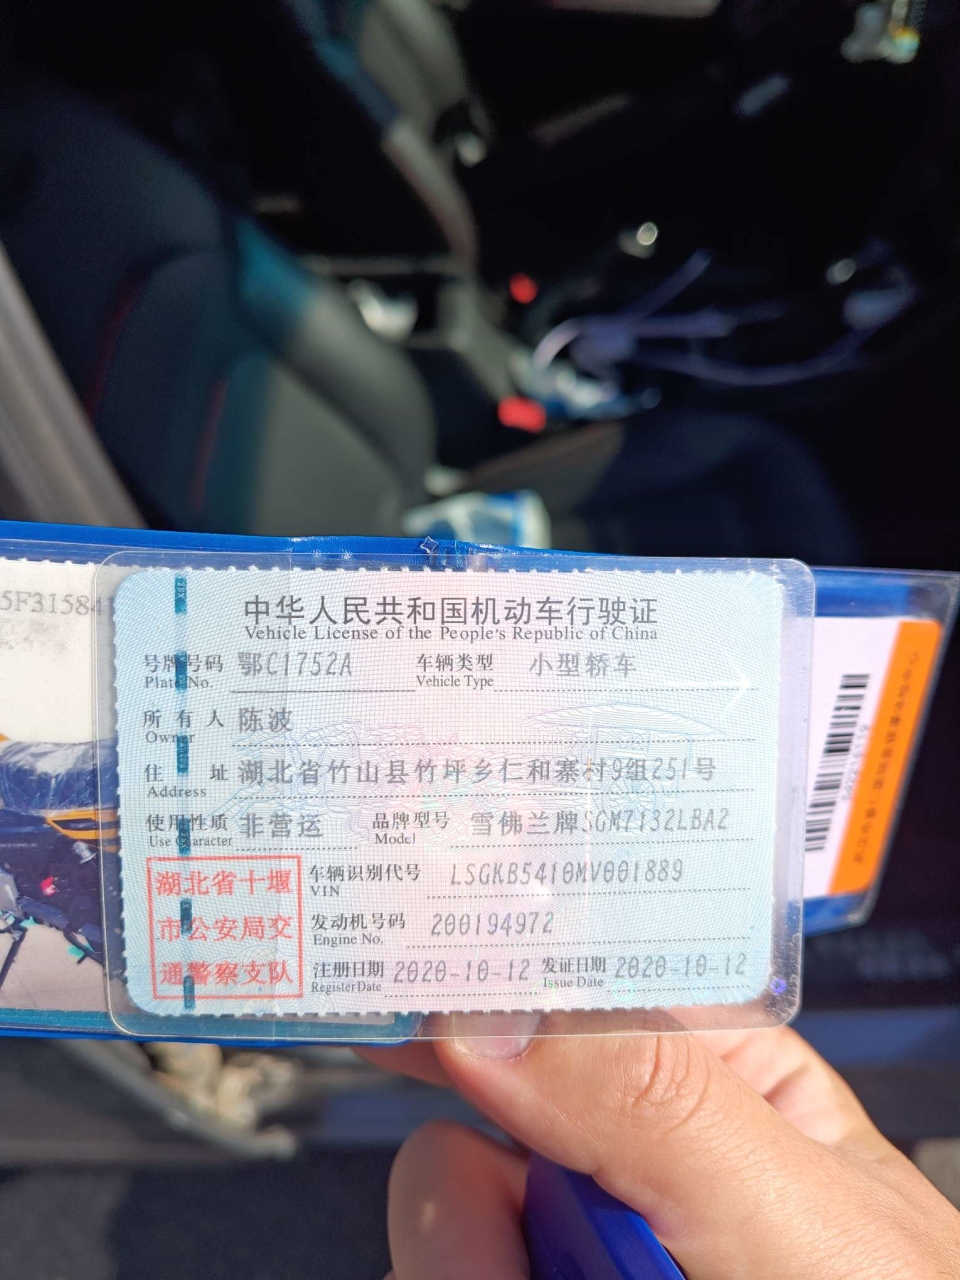 5F3158
中华人民共和国机动车行驶证
Vehicle License of the People's Republic of China
号牌号码 鄂C1752A 车辆类型 小型轿车
Plate No. Vehicle Type
所有人 陈波
Owner
住址 湖北省竹山县竹坪乡仁和寨村9组251号
Address
使用性质 非营运 品牌型号 雪佛兰牌SGM7132LBA2
Use Character Model
湖北省十堰 车辆识别代号 LSGKB5410MV001889
VIN
市公安局交 发动机号码 200194972
Engine No.
通警察支队 注册日期 2020-10-12 发证日期 2020-10-12
Register Date Issue Date